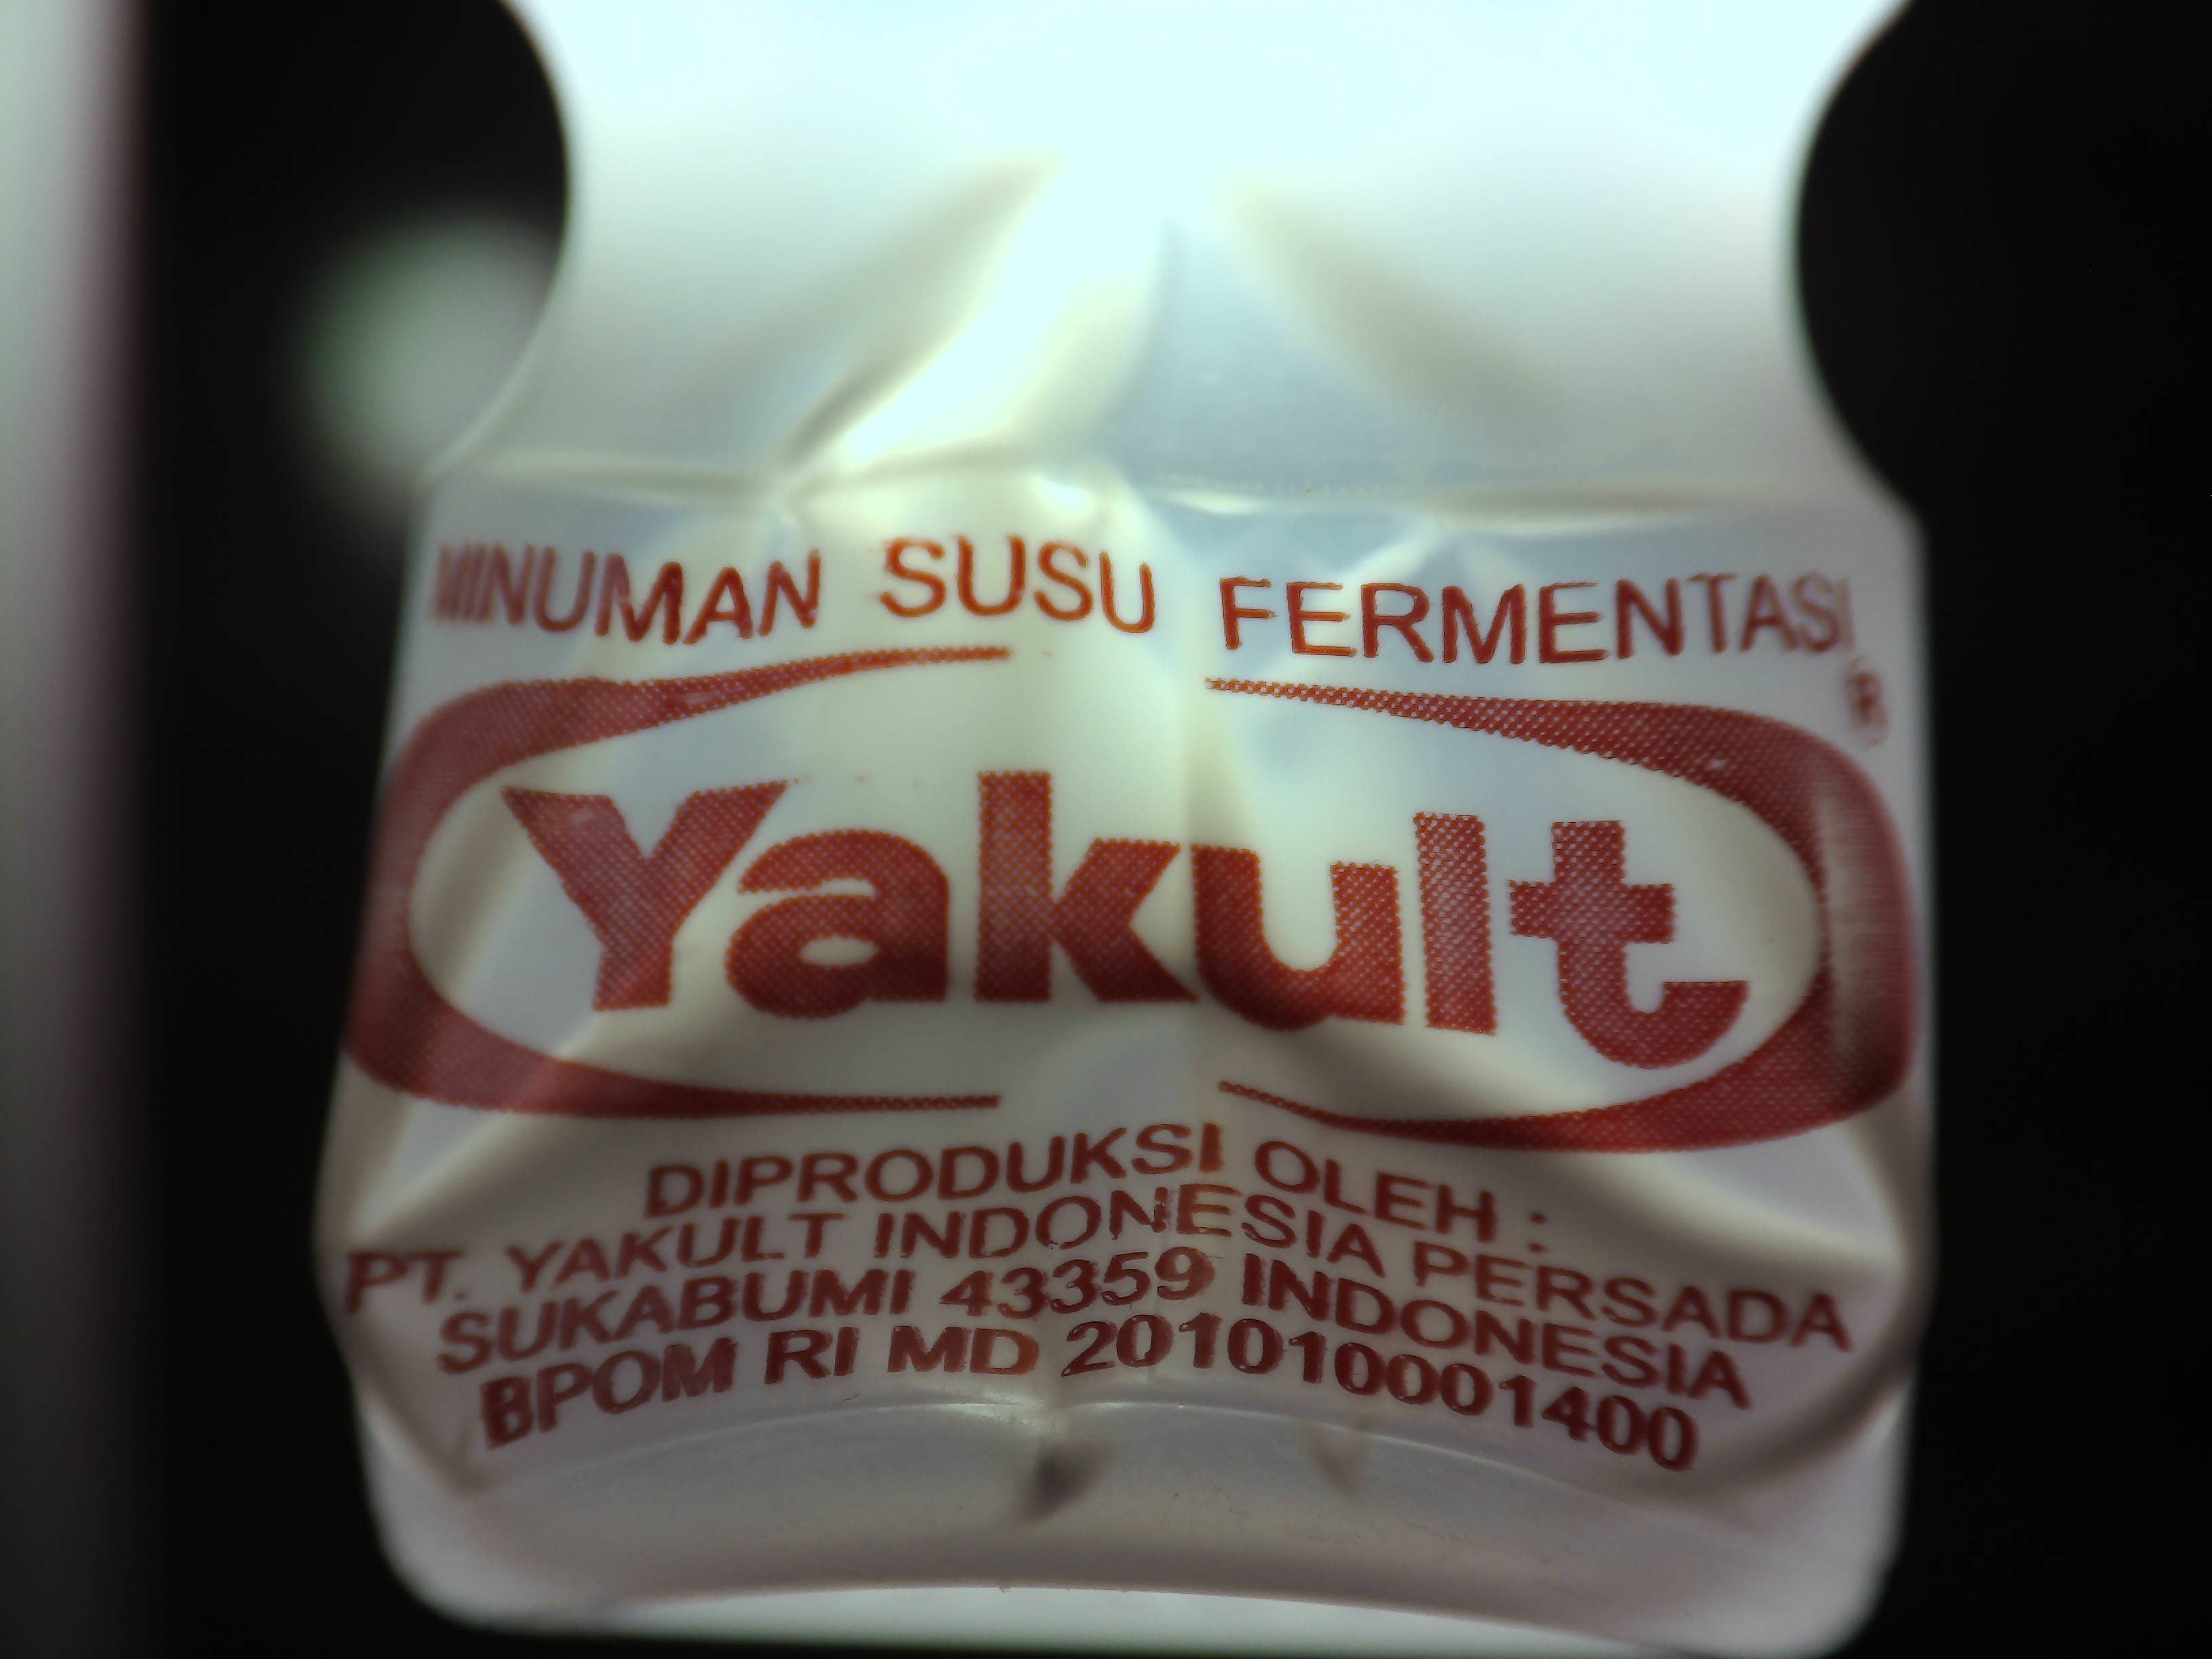 MINUMAN SUSU FERMENTASI
®
Yakult
DIPRODUKSI OLEH :
PT. YAKULT INDONESIA PERSADA
SUKABUMI 43359 INDONESIA
BPOM RI MD 201010001400